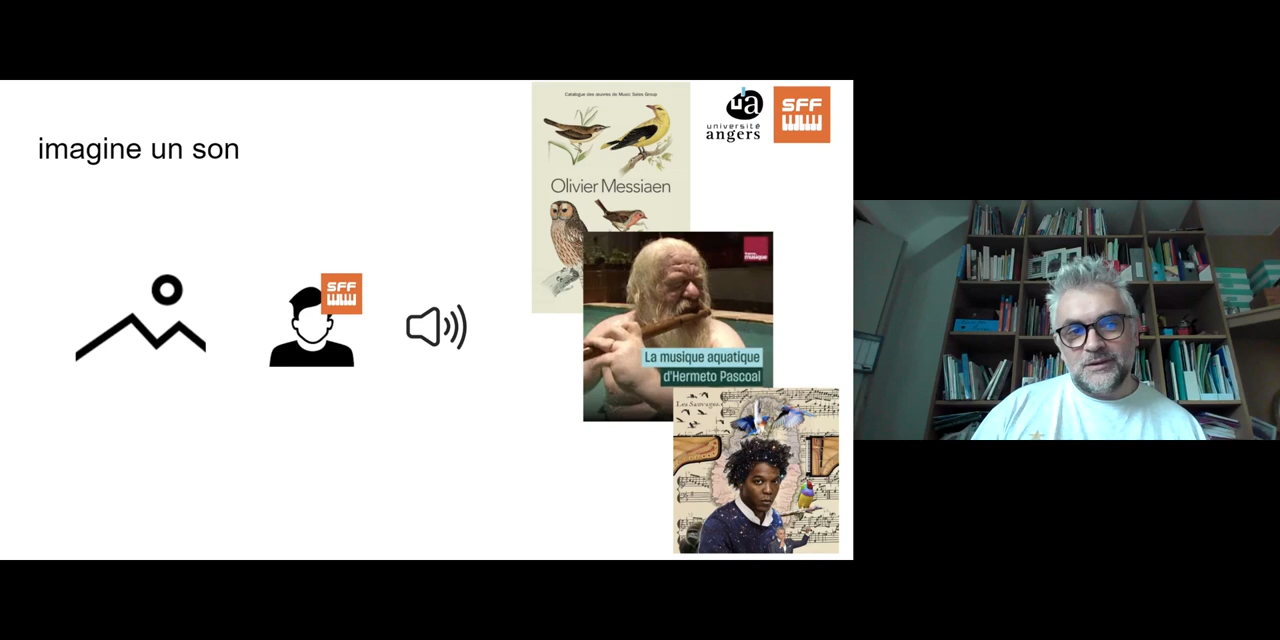 imagine un son
SFF
Catalogue des œuvres de Music Sales Group
Olivier Messiaen
musique
La musique aquatique
d'Hermeto Pascoal
Les Sauvages
ua
université
angers
SFF